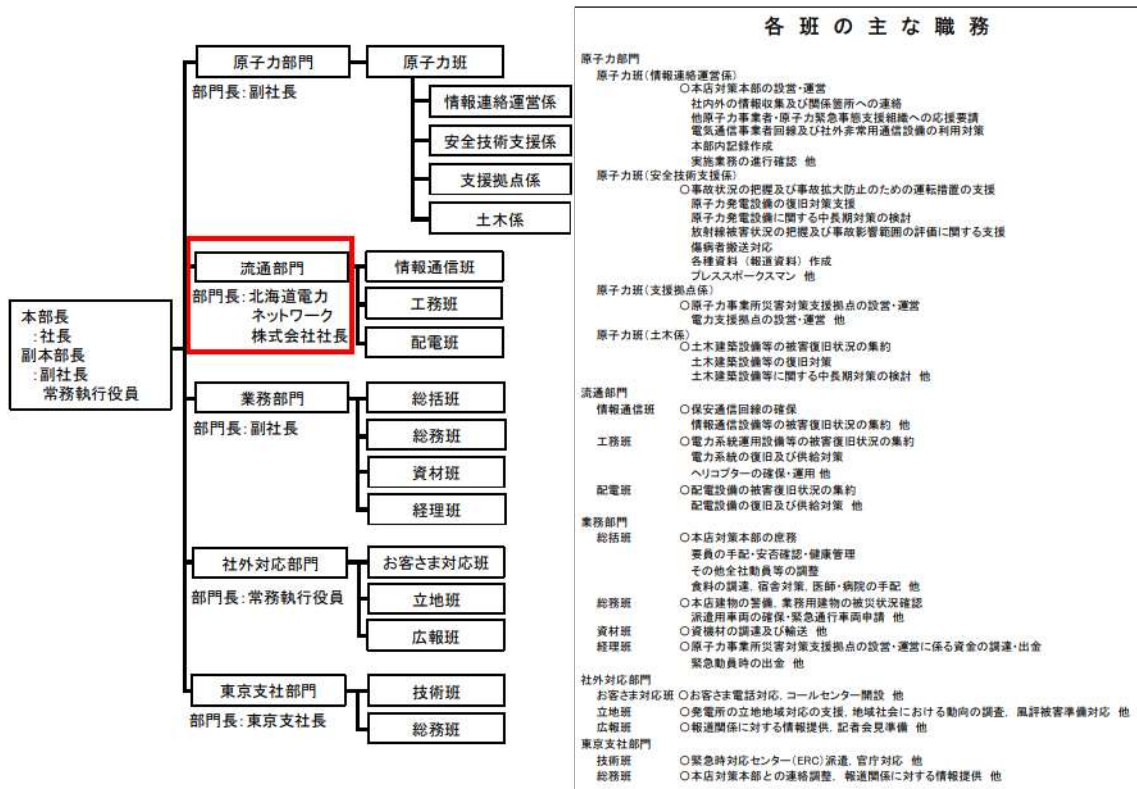 本部長
:社長
副本部長
:副社長
常務執行役員
原子力部門
部門長:副社長
原子力班
情報連絡運営係
安全技術支援係
支援拠点係
土木係
流通部門
部門長:北海道電力
ネットワーク
株式会社社長
情報通信班
工務班
配電班
業務部門
部門長:副社長
総括班
総務班
資材班
経理班
社外対応部門
部門長:常務執行役員
お客さま対応班
立地班
広報班
東京支社部門
部門長:東京支社長
技術班
総務班
各班の主な職務
原子力部門
原子力班(情報連絡運営係)
○本店対策本部の設営・運営
社内外の情報収集及び関係箇所への連絡
他原子力事業者・原子力緊急事態支援組織への応援要請
電気通信事業者回線及び社外非常用通信設備の利用対策
本部内記録作成
実施業務の進行確認 他
原子力班(安全技術支援係)
○事故状況の把握及び事故拡大防止のための運転措置の支援
原子力発電設備の復旧対策支援
原子力発電設備に関する中長期対策の検討
放射線被害状況の把握及び事故影響範囲の評価に関する支援
傷病者搬送対応
各種資料(報道資料)作成
プレススポークスマン 他
原子力班(支援拠点係)
○原子力事業所災害対策支援拠点の設営・運営
電力支援拠点の設営・運営 他
原子力班(土木係)
○土木建築設備等の被害復旧状況の集約
土木建築設備等の復旧対策
土木建築設備等に関する中長期対策の検討 他
流通部門
情報通信班 ○保安通信回線の確保
情報通信設備等の被害復旧状況の集約 他
工務班 ○電力系統運用設備等の被害復旧状況の集約
電力系統の復旧及び供給対策
ヘリコプターの確保・運用 他
配電班 ○配電設備の被害復旧状況の集約
配電設備の復旧及び供給対策 他
業務部門
総括班 ○本店対策本部の庶務
要員の手配・安否確認・健康管理
その他全社動員等の調整
食料の調達, 宿舎対策, 医師・病院の手配 他
総務班 ○本店建物の警備, 業務用建物の被災状況確認
派遣用車両の確保・緊急通行車両申請 他
資材班 ○資機材の調達及び輸送 他
経理班 ○原子力事業所災害対策支援拠点の設営・運営に係る資金の調達・出金
緊急動員時の出金 他
社外対応部門
お客さま対応班 ○お客さま電話対応, コールセンター開設 他
立地班 ○発電所の立地地域対応の支援, 地域社会における動向の調査, 風評被害準備対応 他
広報班 ○報道関係に対する情報提供, 記者会見準備 他
東京支社部門
技術班 ○緊急時対応センター(ERC)派遣, 官庁対応 他
総務班 ○本店対策本部との連絡調整, 報道関係に対する情報提供 他